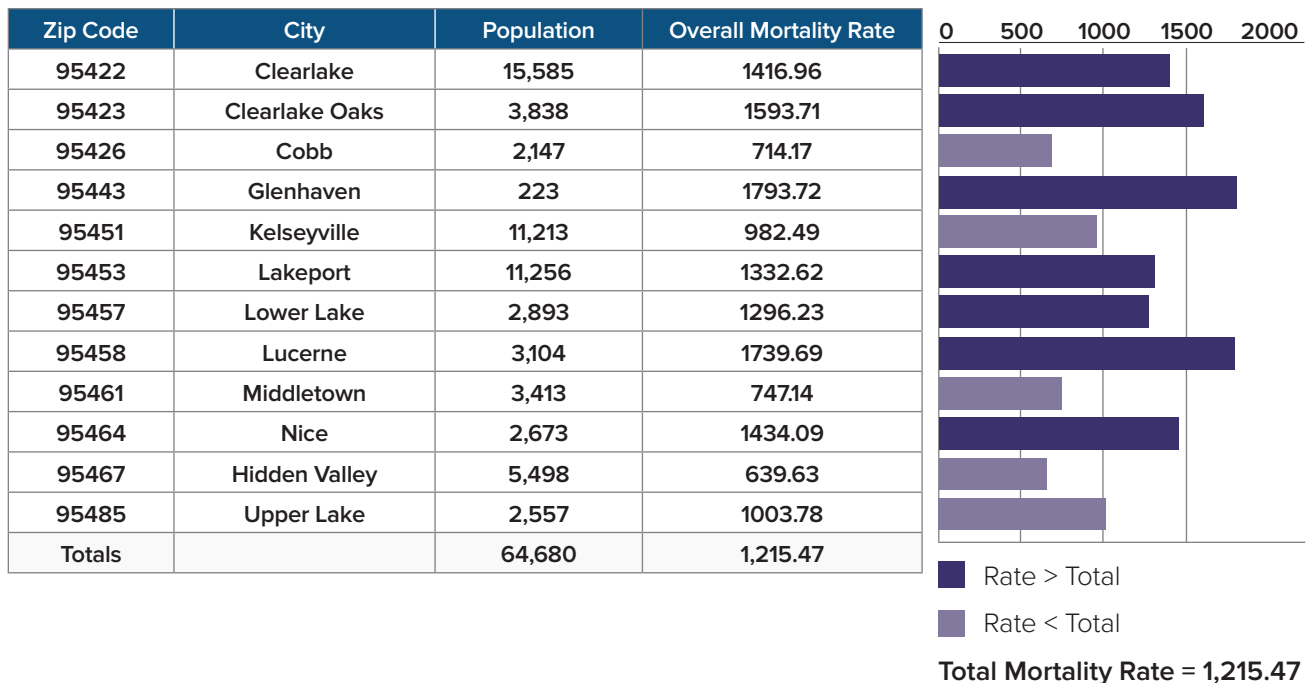 Zip Code City Population Overall Mortality Rate
0 500 1000 1500 2000
95422 Clearlake 15,585 1416.96
95423 Clearlake Oaks 3,838 1593.71
95426 Cobb 2,147 714.17
95443 Glenhaven 223 1793.72
95451 Kelseyville 11,213 982.49
95453 Lakeport 11,256 1332.62
95457 Lower Lake 2,893 1296.23
95458 Lucerne 3,104 1739.69
95461 Middletown 3,413 747.14
95464 Nice 2,673 1434.09
95467 Hidden Valley 5,498 639.63
95485 Upper Lake 2,557 1003.78
Totals 64,680 1,215.47
Rate > Total
Rate < Total
Total Mortality Rate = 1,215.47